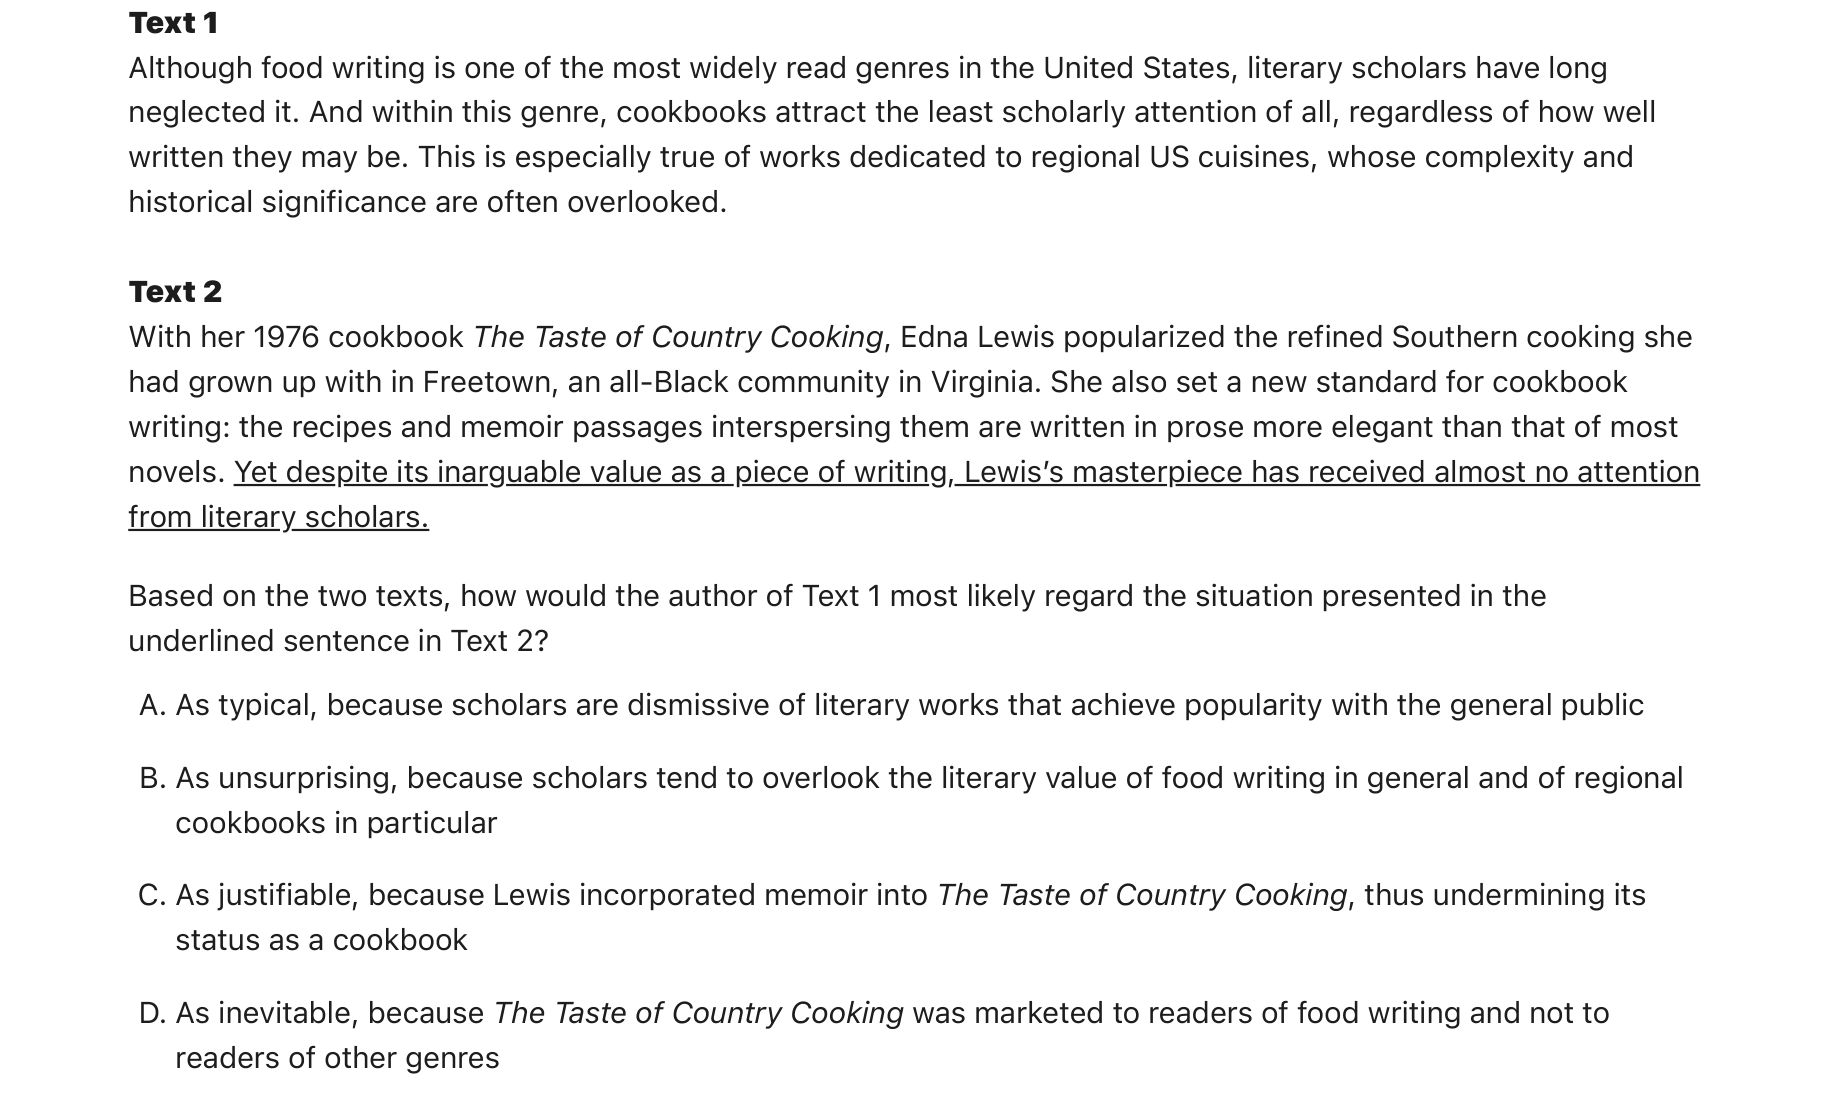 Text 1
Although food writing is one of the most widely read genres in the United States, literary scholars have long
neglected it. And within this genre, cookbooks attract the least scholarly attention of all, regardless of how well
written they may be. This is especially true of works dedicated to regional US cuisines, whose complexity and
historical significance are often overlooked.
Text 2
With her 1976 cookbook The Taste of Country Cooking, Edna Lewis popularized the refined Southern cooking she
had grown up with in Freetown, an all-Black community in Virginia. She also set a new standard for cookbook
writing: the recipes and memoir passages interspersing them are written in prose more elegant than that of most
novels. Yet despite its inarguable value as a piece of writing, Lewis’s masterpiece has received almost no attention
from literary scholars.
Based on the two texts, how would the author of Text 1 most likely regard the situation presented in the
underlined sentence in Text 2?
A. As typical, because scholars are dismissive of literary works that achieve popularity with the general public
B. As unsurprising, because scholars tend to overlook the literary value of food writing in general and of regional
cookbooks in particular
C. As justifiable, because Lewis incorporated memoir into The Taste of Country Cooking, thus undermining its
status as a cookbook
D. As inevitable, because The Taste of Country Cooking was marketed to readers of food writing and not to
readers of other genres